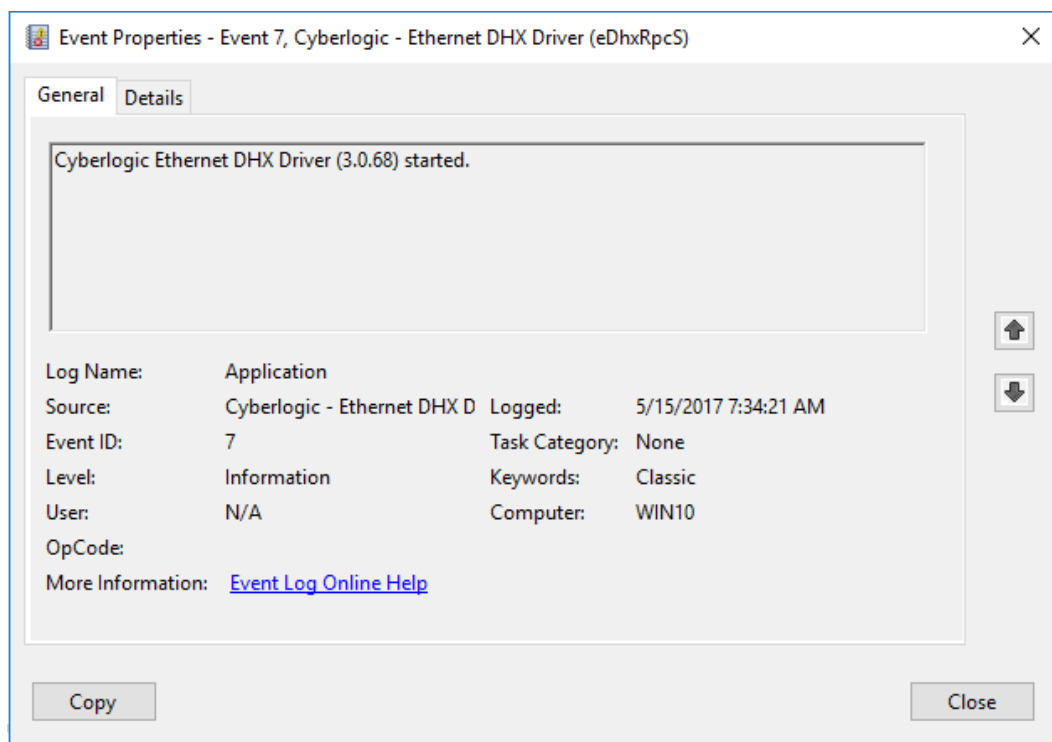 Event Properties - Event 7, Cyberlogic - Ethernet DHX Driver (eDhxRpcS)
General Details
Cyberlogic Ethernet DHX Driver (3.0.68) started.
Log Name: Application
Source: Cyberlogic - Ethernet DHX D Logged: 5/15/2017 7:34:21 AM
Event ID: 7 Task Category: None
Level: Information Keywords: Classic
User: N/A Computer: WIN10
OpCode:
More Information: Event Log Online Help
Copy Close